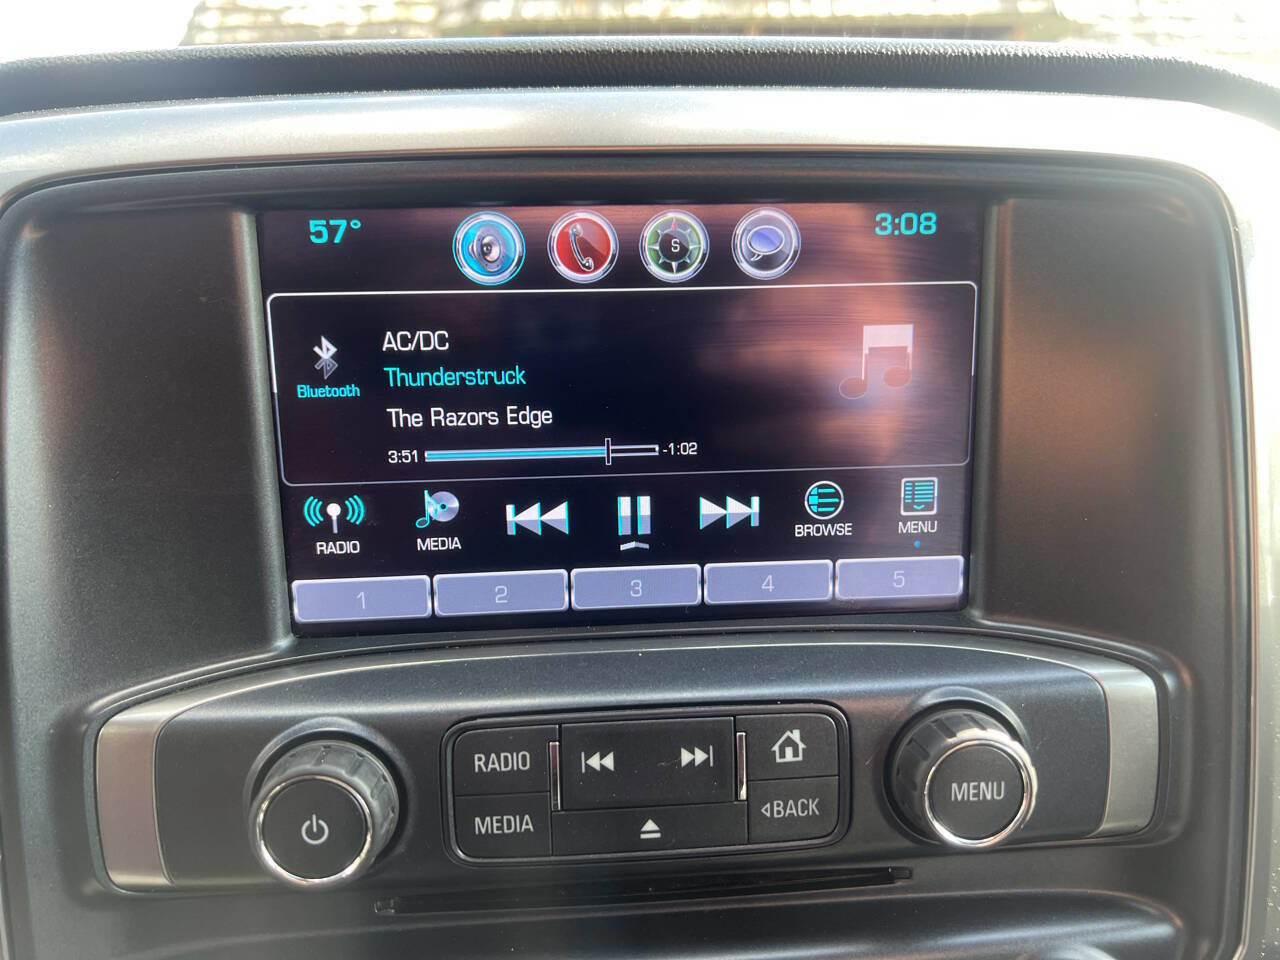 57°
S
3:08
Bluetooth
AC/DC
Thunderstruck
The Razors Edge
3:51
-1:02
RADIO
MEDIA
BROWSE
MENU
1
2
3
4
5
RADIO
MEDIA
BACK
MENU